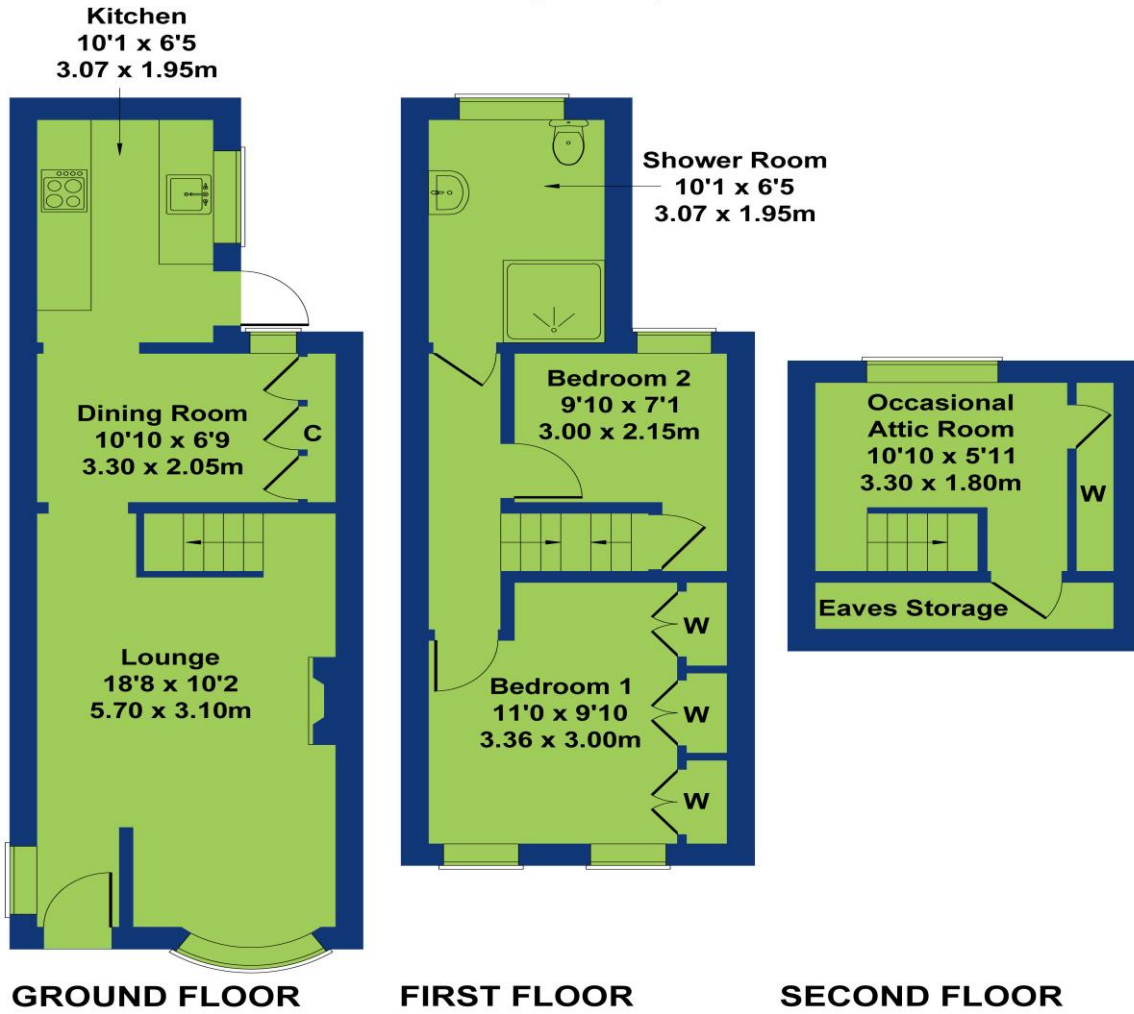 Kitchen
10'1 x 6'5
3.07 x 1.95m
Shower Room
10'1 x 6'5
3.07 x 1.95m
Dining Room
10'10 x 6'9
3.30 x 2.05m
C
Bedroom 2
9'10 x 7'1
3.00 x 2.15m
Occasional
Attic Room
10'10 x 5'11
3.30 x 1.80m
W
Eaves Storage
Lounge
18'8 x 10'2
5.70 x 3.10m
Bedroom 1
11'0 x 9'10
3.36 x 3.00m
W
W
W
GROUND FLOOR
FIRST FLOOR
SECOND FLOOR